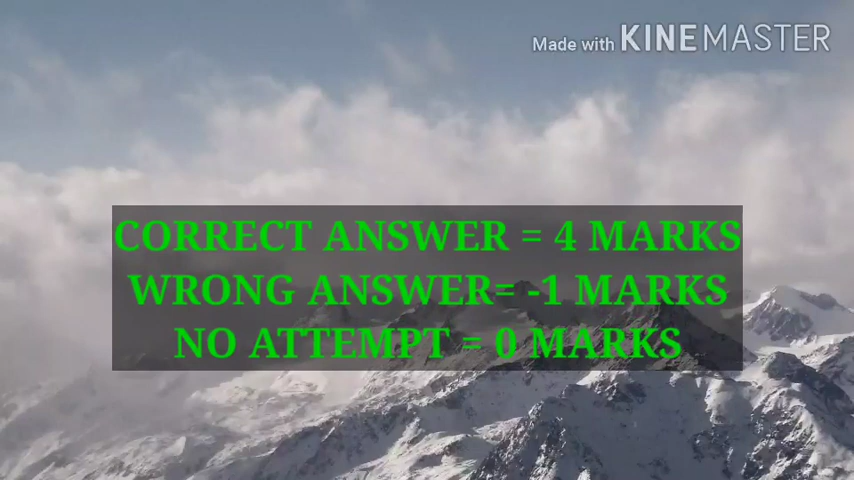 Made with KINEMASTER
CORRECT ANSWER = 4 MARKS
WRONG ANSWER= -1 MARKS
NO ATTEMPT = 0 MARKS